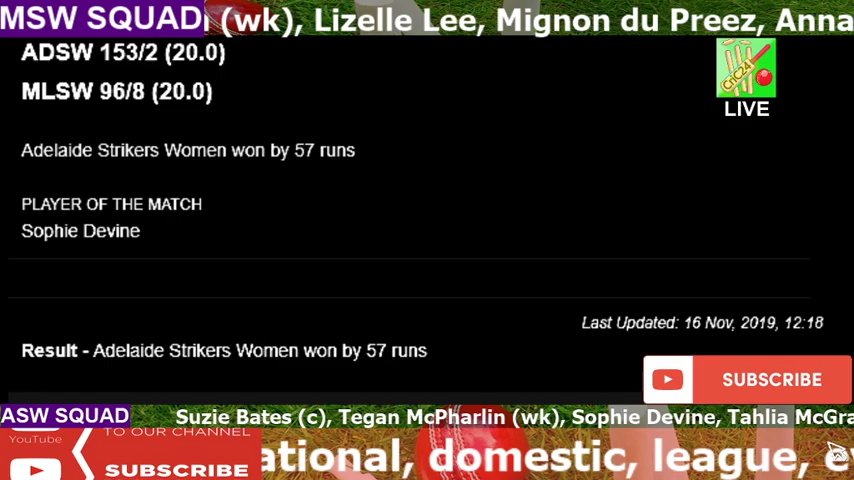 MSW SQUAD (wk), Lizelle Lee, Mignon du Preez, Anna
ADSW 153/2 (20.0)
MLSW 96/8 (20.0)
CriC24
LIVE
Adelaide Strikers Women won by 57 runs
PLAYER OF THE MATCH
Sophie Devine
Last Updated: 16 Nov, 2019, 12:18
Result - Adelaide Strikers Women won by 57 runs
SUBSCRIBE
ASW SQUAD Suzie Bates (c), Tegan McPharlin (wk), Sophie Devine, Tahlia McGra
YouTube TO OUR CHANNEL
SUBSCRIBE
ational, domestic, league, e